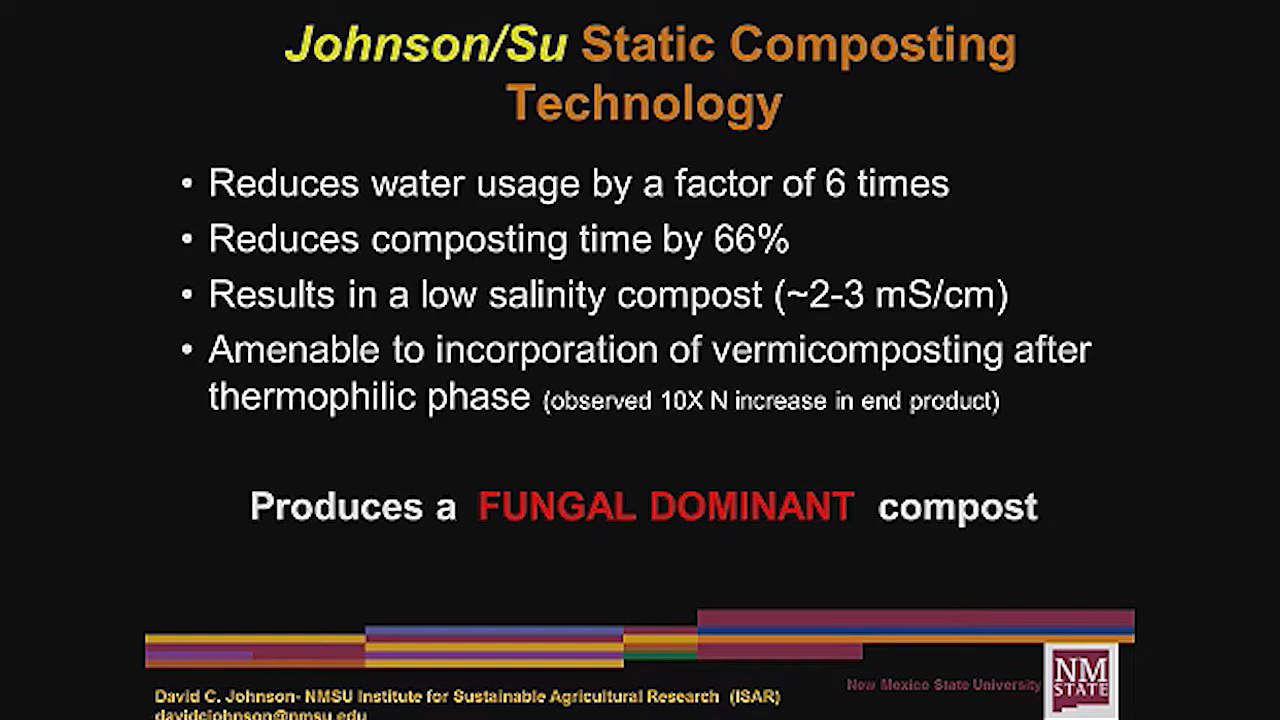 Johnson/Su Static Composting
Technology
• Reduces water usage by a factor of 6 times
• Reduces composting time by 66%
• Results in a low salinity compost (~2-3 mS/cm)
• Amenable to incorporation of vermicomposting after
thermophilic phase (observed 10X N increase in end product)
Produces a FUNGAL DOMINANT compost
New Mexico State University
NM
STATE
David C. Johnson- NMSU Institute for Sustainable Agricultural Research (ISAR)
davidcjohnson@nmsu.edu